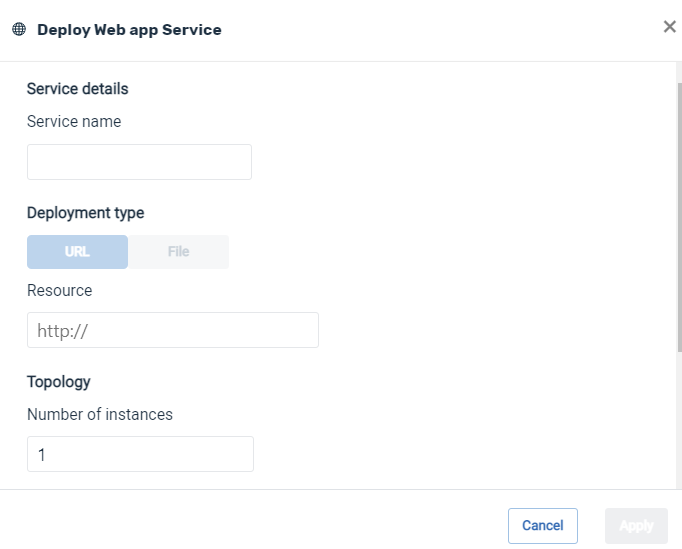 Deploy Web app Service
Service details
Service name
Deployment type
URL File
Resource
http://
Topology
Number of instances
1
Cancel Apply